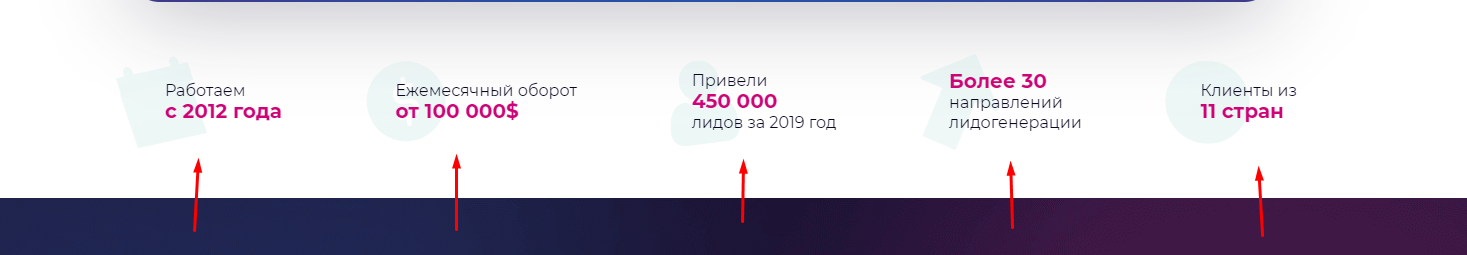 Работаем
с 2012 года
Ежемесячный оборот
от 100 000$
Привели
450 000
лидов за 2019 год
Более 30
направлений
лидогенерации
Клиенты из
11 стран